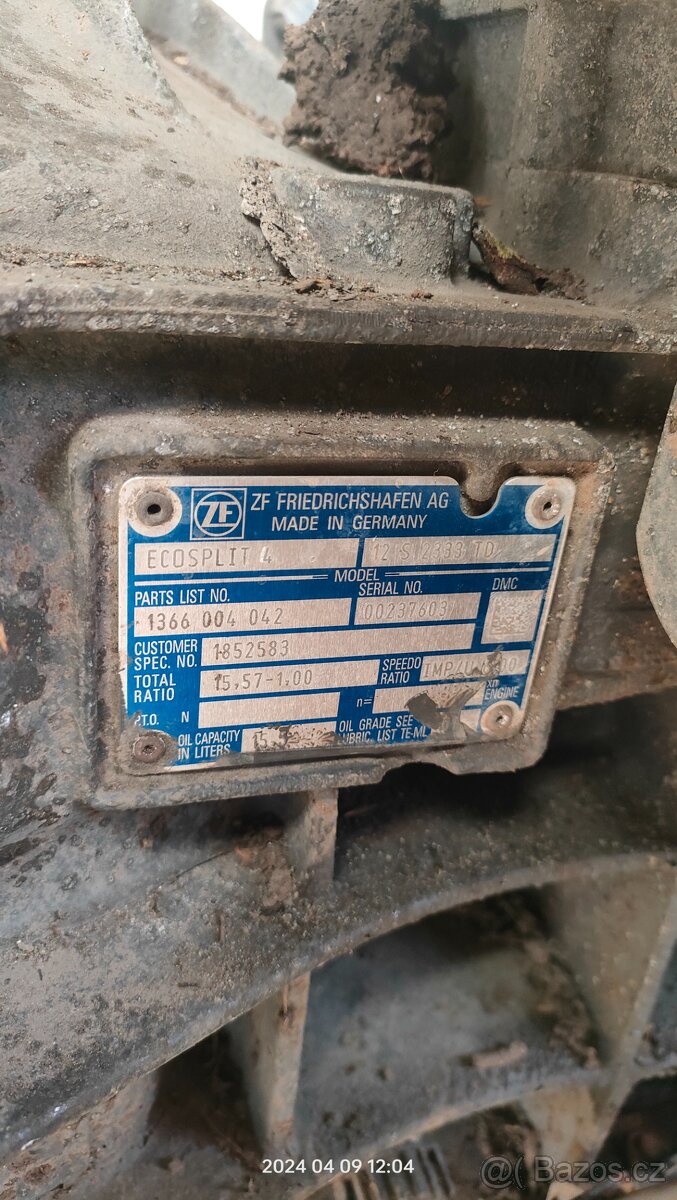 ZF
ZF FRIEDRICHSHAFEN AG
MADE IN GERMANY
ECOSPLIT 4
12 S 2333 TD
MODEL
PARTS LIST NO.
SERIAL NO.
DMC
1366 004 042
00237603
CUSTOMER
SPEC. NO.
1852583
TOTAL
RATIO
15,57-1,00
SPEEDO
RATIO
P.T.O. N
n=
ENGINE
OIL CAPACITY
IN LITERS
OIL GRADE SEE
LUBRIC. LIST TE-ML
2024 04 09 12:04
@Bazos.cz